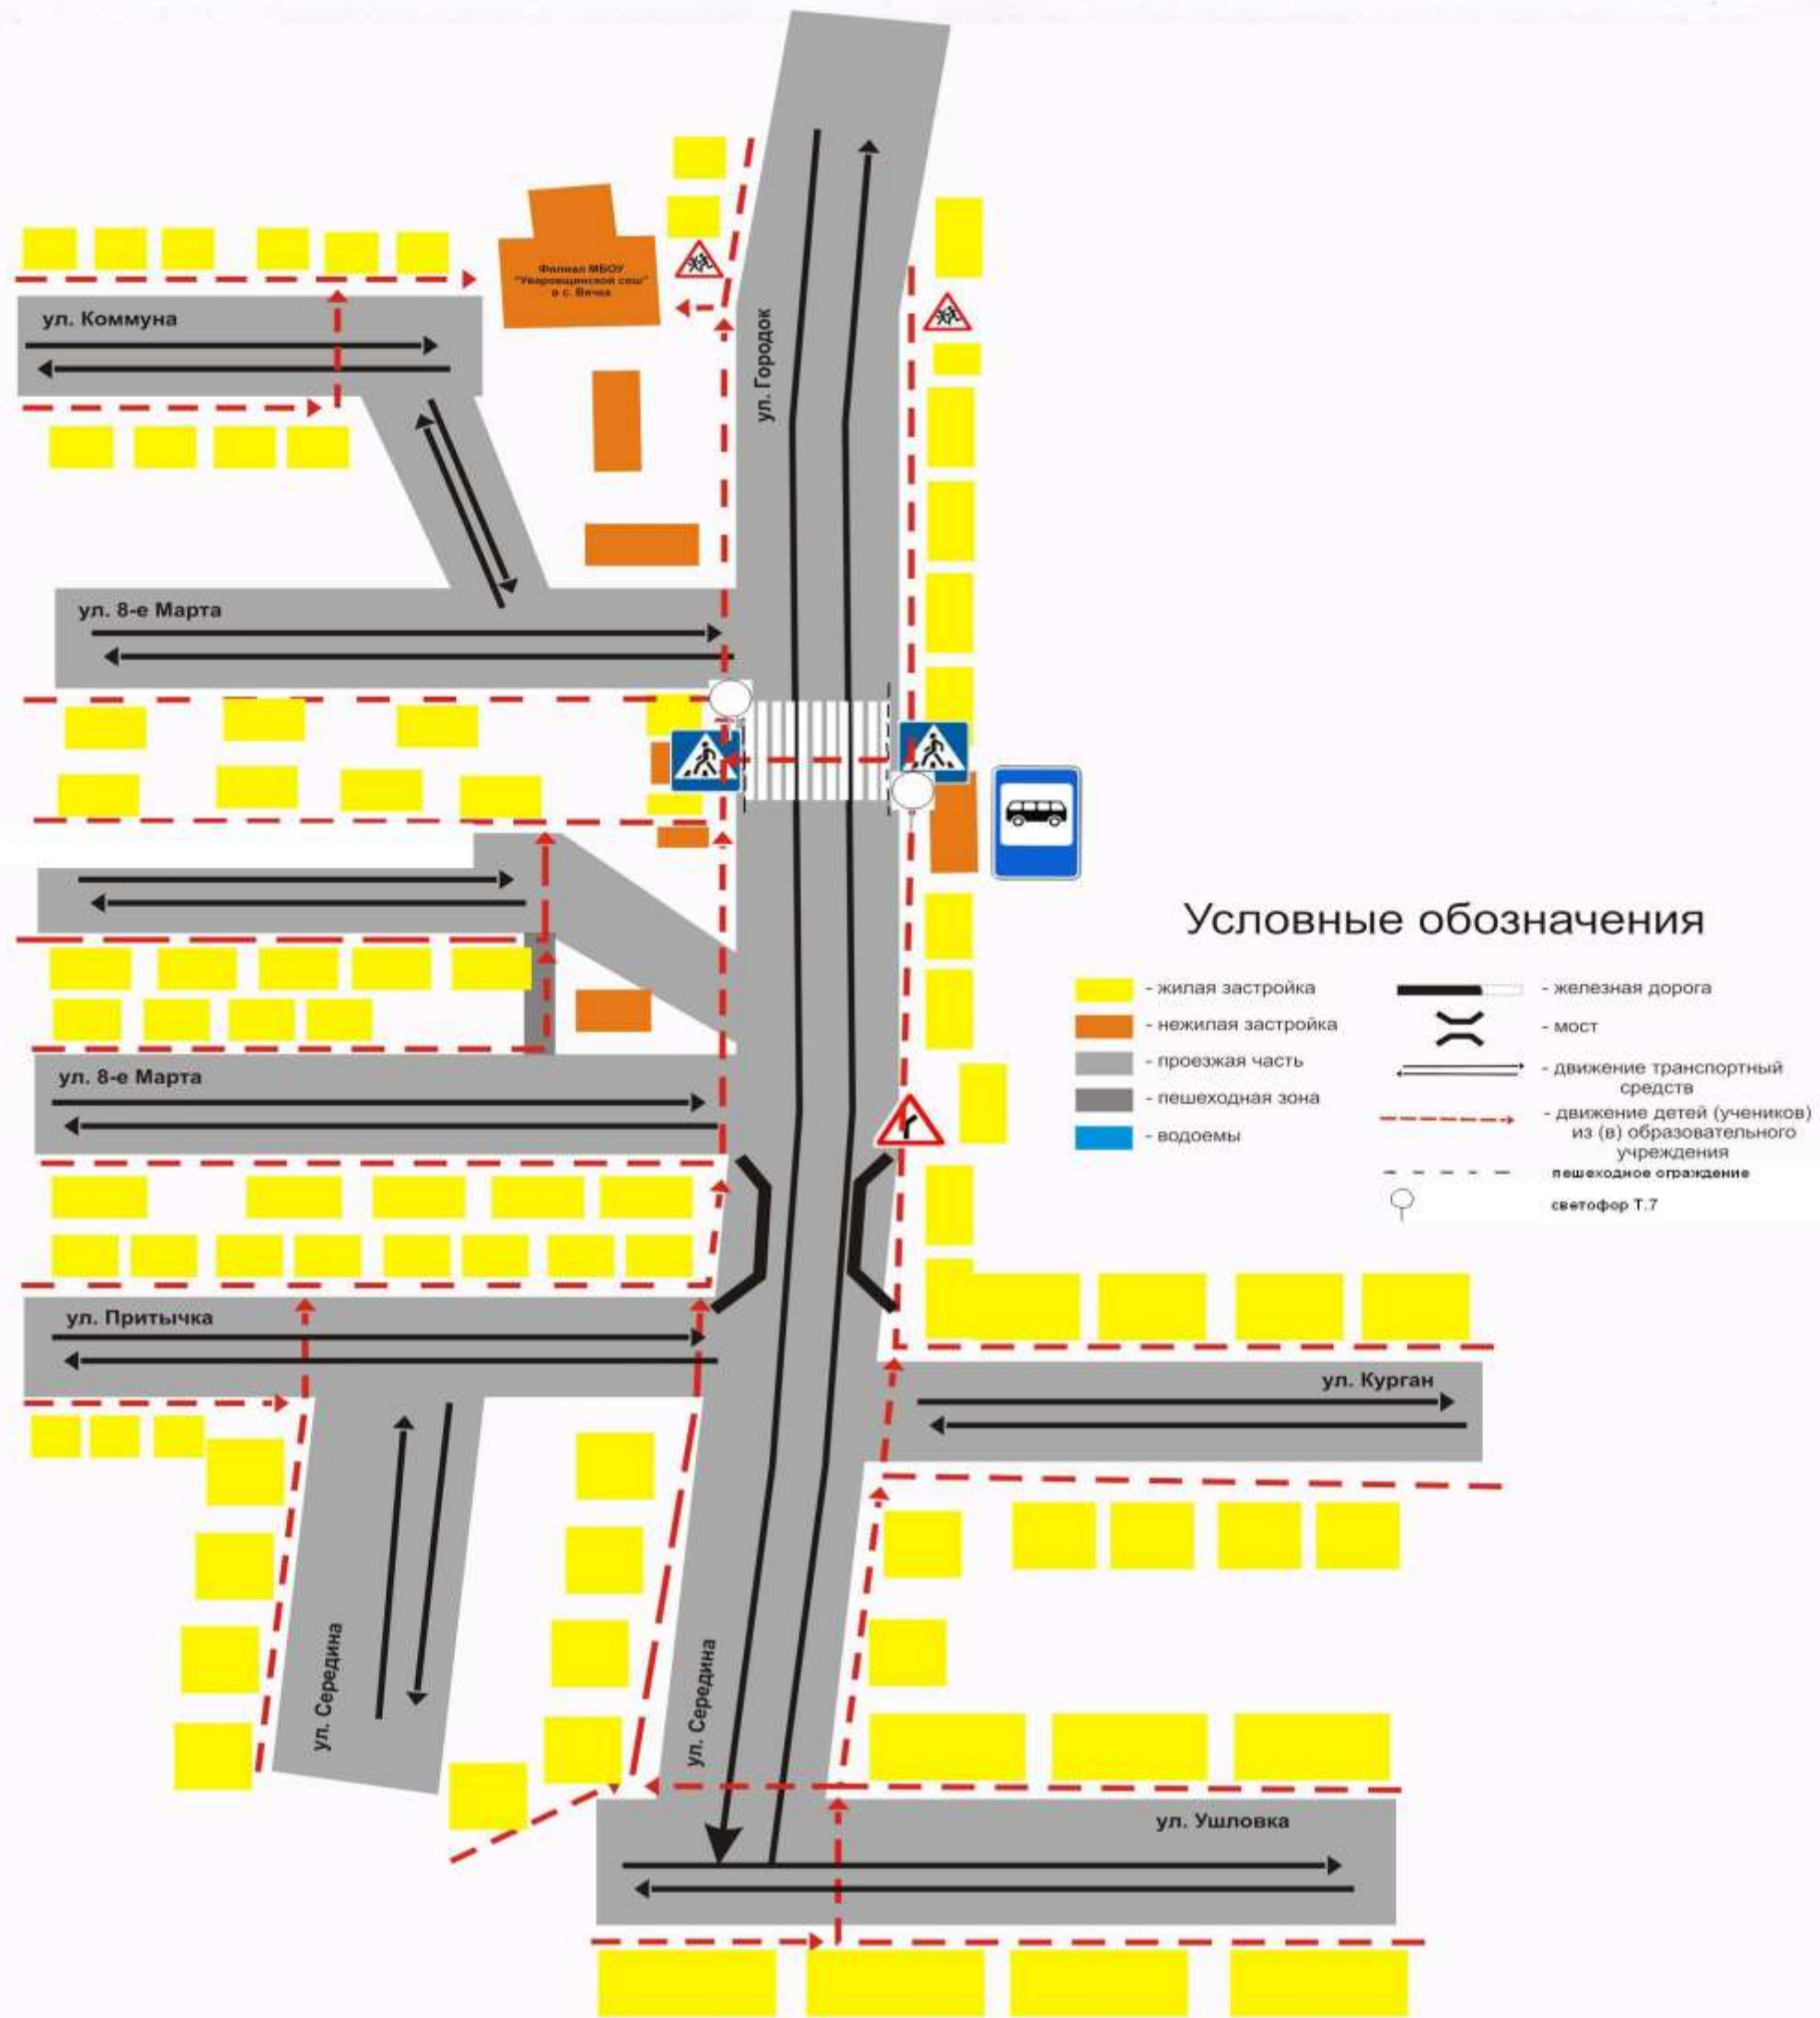 Филиал МБОУ
"Уваровщинской сош"
в с. Вячка
ул. Коммуна
ул. Городок
ул. 8-е Марта
Условные обозначения
- жилая застройка
- нежилая застройка
- проезжая часть
- пешеходная зона
- водоемы
- железная дорога
- мост
- движение транспортный
средств
- движение детей (учеников)
из (в) образовательного
учреждения
пешеходное ограждение
светофор Т.7
ул. 8-е Марта
ул. Притычка
ул. Курган
ул. Середина
ул. Середина
ул. Ушловка